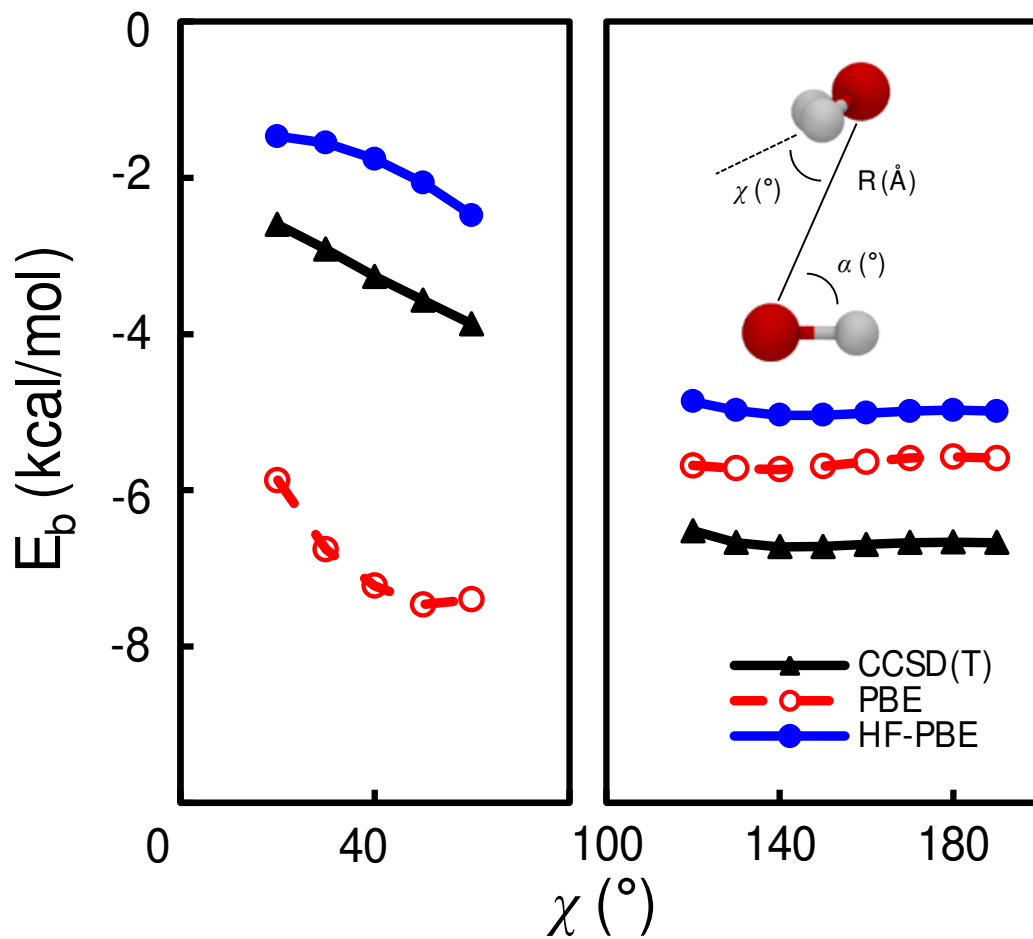 0
-2
-4
-6
-8
E_b (kcal/mol)
χ (°)
R (Å)
α (°)
CCSD(T)
PBE
HF-PBE
0
40
100
140
180
χ (°)